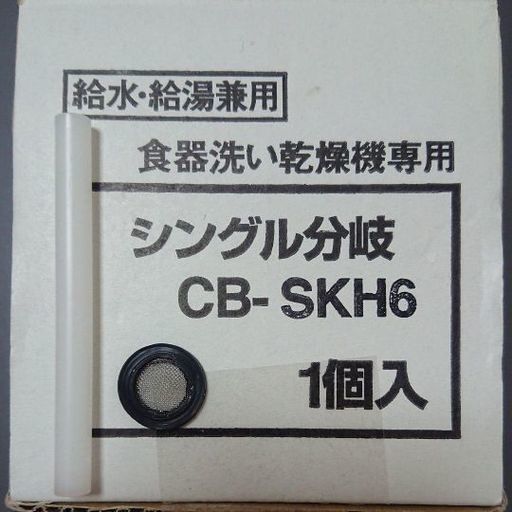 給水·給湯兼用
食器洗い乾燥機専用
シングル分岐
CB-SKH6
1個入